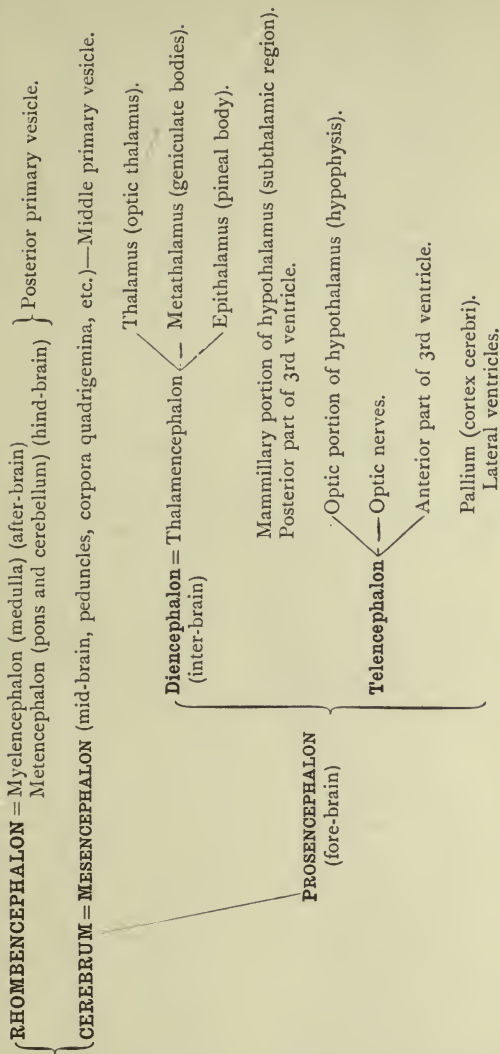 RHOMBENCEPHALON = Myelencephalon (medulla) (after-brain)
Metencephalon (pons and cerebellum) (hind-brain) } Posterior primary vesicle.
CEREBRUM = MESENCEPHALON (mid-brain, peduncles, corpora quadrigemina, etc.)—Middle primary vesicle.
Thalamus (optic thalamus).
Diencephalon = Thalamencephalon — Metathalamus (geniculate bodies).
(inter-brain)
Epithalamus (pineal body).
Mammillary portion of hypothalamus (subthalamic region).
Posterior part of 3rd ventricle.
PROSENCEPHALON
(fore-brain)
Optic portion of hypothalamus (hypophysis).
Telencephalon — Optic nerves.
Anterior part of 3rd ventricle.
Pallium (cortex cerebri).
Lateral ventricles.